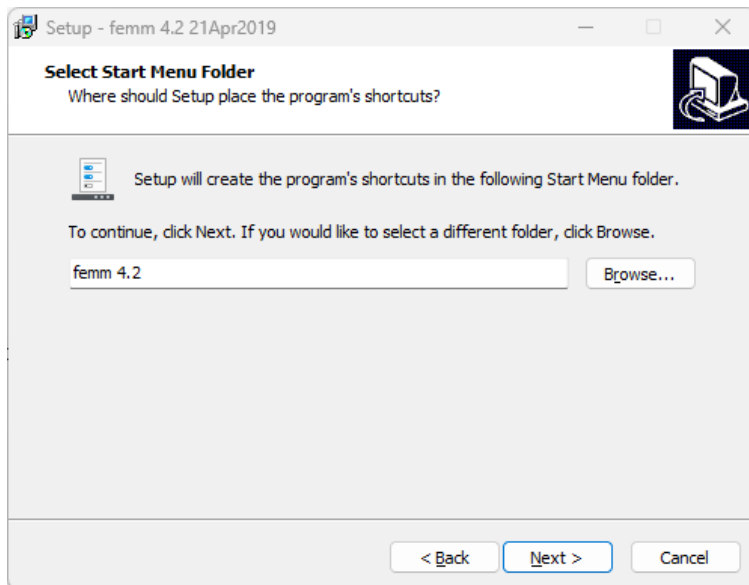 Setup - femm 4.2 21Apr2019
Select Start Menu Folder
Where should Setup place the program's shortcuts?
Setup will create the program's shortcuts in the following Start Menu folder.
To continue, click Next. If you would like to select a different folder, click Browse.
femm 4.2
Browse...
< Back
Next >
Cancel